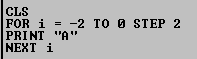 CLS
FOR i = -2 TO 0 STEP 2
PRINT "A"
NEXT i